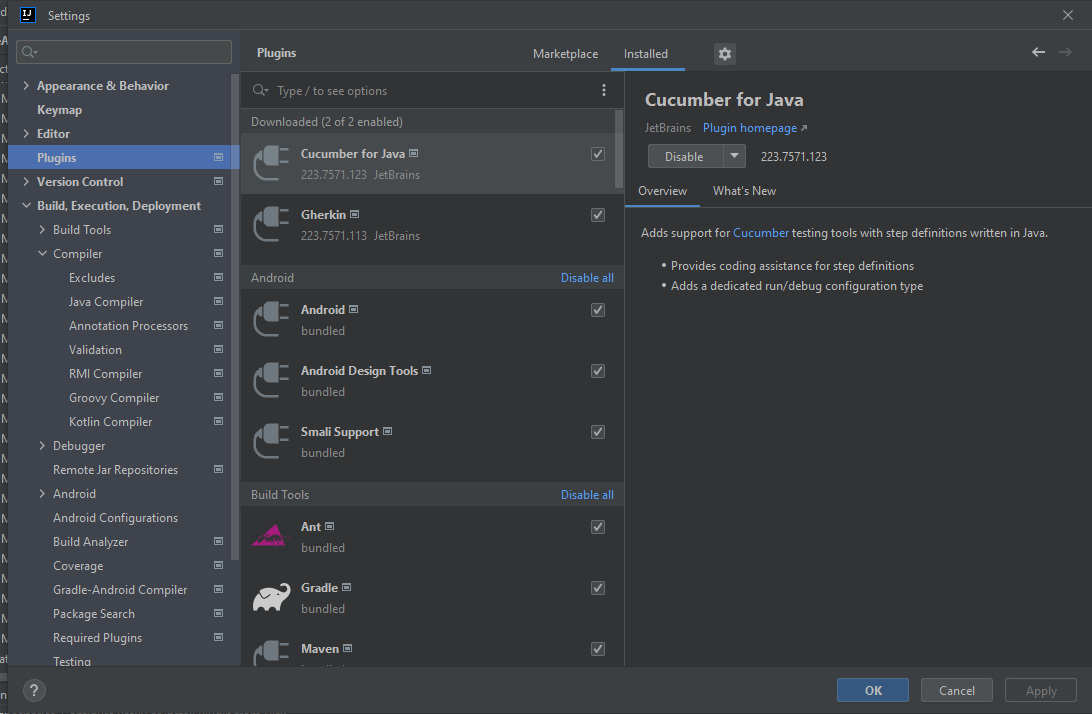 Settings
Plugins
Marketplace
Installed
Appearance & Behavior
Keymap
Editor
Plugins
Version Control
Build, Execution, Deployment
Build Tools
Compiler
Excludes
Java Compiler
Annotation Processors
Validation
RMI Compiler
Groovy Compiler
Kotlin Compiler
Debugger
Remote Jar Repositories
Android
Android Configurations
Build Analyzer
Coverage
Gradle-Android Compiler
Package Search
Required Plugins
Testing
Type / to see options
Downloaded (2 of 2 enabled)
Cucumber for Java
223.7571.123 JetBrains
Gherkin
223.7571.113 JetBrains
Android Disable all
Android
bundled
Android Design Tools
bundled
Smali Support
bundled
Build Tools Disable all
Ant
bundled
Gradle
bundled
Maven
Cucumber for Java
JetBrains Plugin homepage ↗
Disable 223.7571.123
Overview What's New
Adds support for Cucumber testing tools with step definitions written in Java.
• Provides coding assistance for step definitions
• Adds a dedicated run/debug configuration type
?
OK Cancel Apply